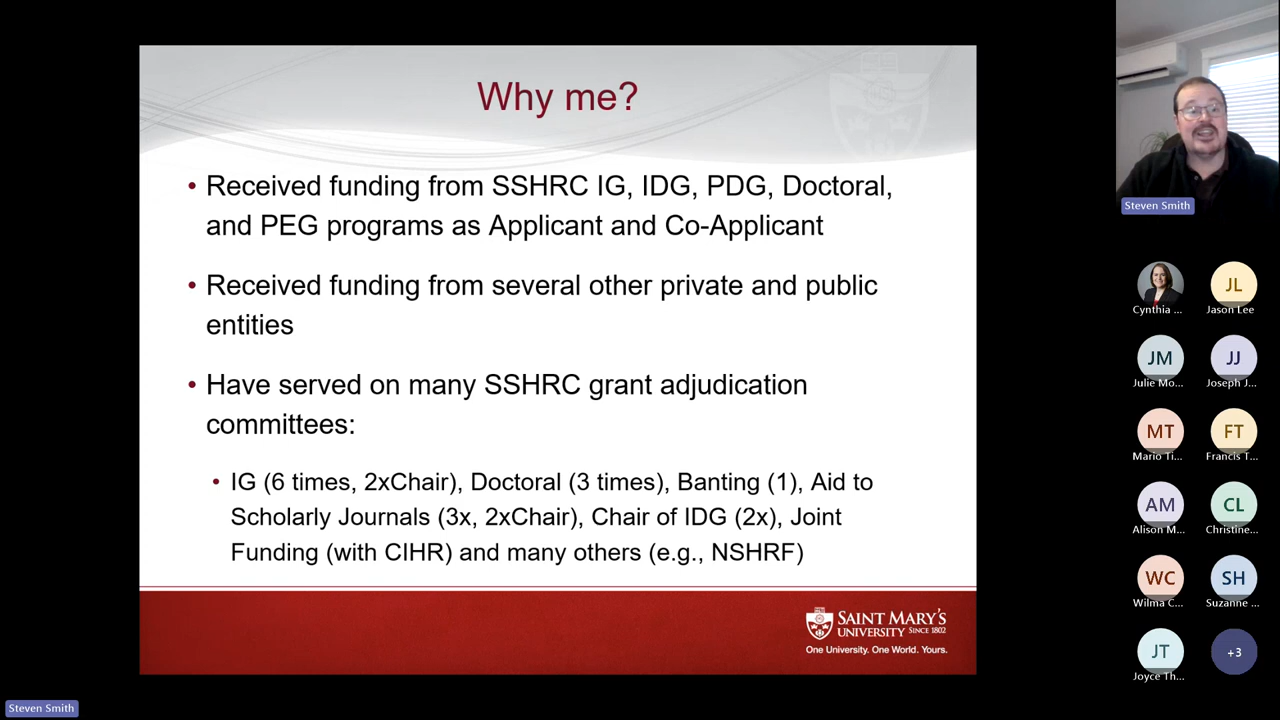 Why me?
• Received funding from SSHRC IG, IDG, PDG, Doctoral,
and PEG programs as Applicant and Co-Applicant
• Received funding from several other private and public
entities
• Have served on many SSHRC grant adjudication
committees:
• IG (6 times, 2xChair), Doctoral (3 times), Banting (1), Aid to
Scholarly Journals (3x, 2xChair), Chair of IDG (2x), Joint
Funding (with CIHR) and many others (e.g., NSHRF)
SAINT MARY'S
UNIVERSITY SINCE 1802
One University. One World. Yours.
Steven Smith
Cynthia ...
JL
Jason Lee
JM
Julie Mo...
JJ
Joseph J...
MT
Mario Ti...
FT
Francis T...
AM
Alison M...
CL
Christine...
WC
Wilma C...
SH
Suzanne ...
JT
Joyce Th...
+3
Steven Smith